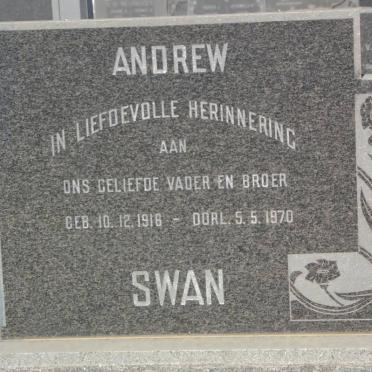 ANDREW
IN LIEFDEVOLLE HERINNERING
AAN
ONS GELIEFDE VADER EN BROER
GEB. 10.12.1916 - OORL. 5.5.1970
SWAN